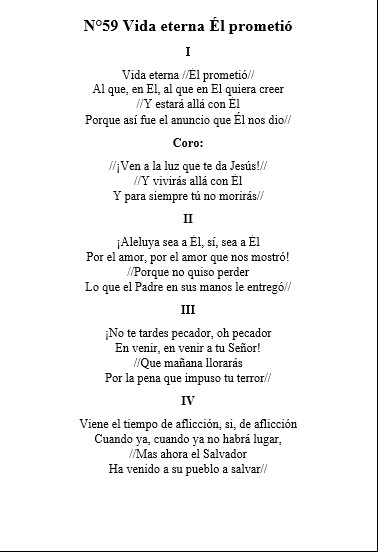 N°59 Vida eterna Él prometió
I
Vida eterna //Él prometió//
Al que, en El, al que en El quiera creer
//Y estará allá con Él
Porque así fue el anuncio que Él nos dio//
Coro:
//¡Ven a la luz que te da Jesús!//
//Y vivirás allá con El
Y para siempre tú no morirás//
II
¡Aleluya sea a Él, sí, sea a Él
Por el amor, por el amor que nos mostró!
//Porque no quiso perder
Lo que el Padre en sus manos le entregó//
III
¡No te tardes pecador, oh pecador
En venir, en venir a tu Señor!
//Que mañana llorarás
Por la pena que impuso tu terror//
IV
Viene el tiempo de aflicción, si, de aflicción
Cuando ya, cuando ya no habrá lugar,
//Mas ahora el Salvador
Ha venido a su pueblo a salvar//